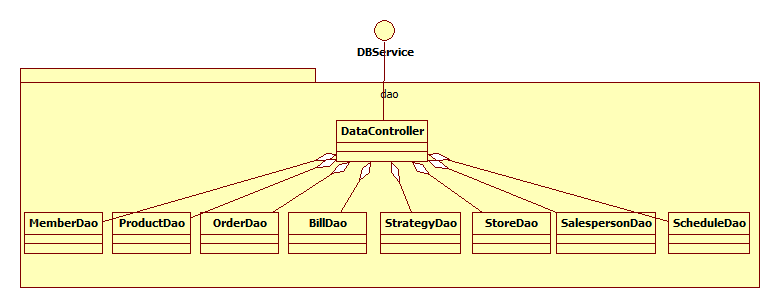 DBService
dao
DataController
MemberDao
ProductDao
OrderDao
BillDao
StrategyDao
StoreDao
SalespersonDao
ScheduleDao